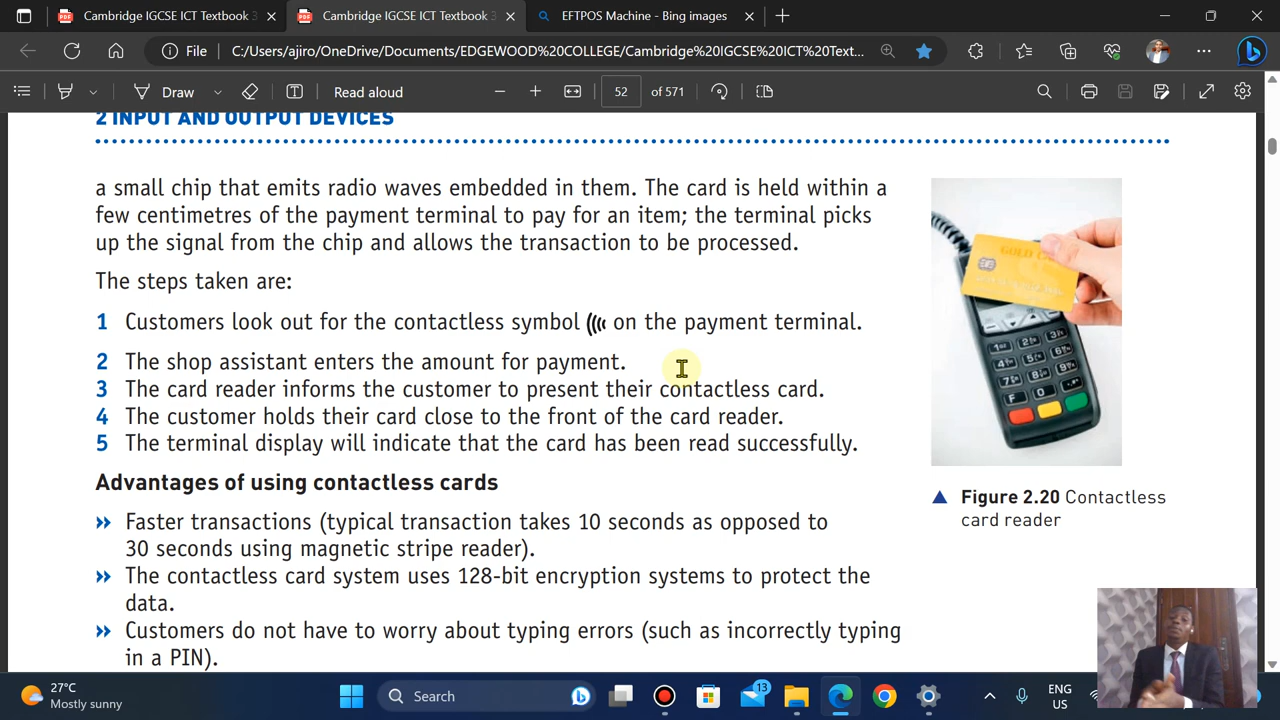 Cambridge IGCSE ICT Textbook 3
Cambridge IGCSE ICT Textbook 3
EFTPOS Machine - Bing images
File
C:/Users/ajiro/OneDrive/Documents/EDGEWOOD%20COLLEGE/Cambridge%20IGCSE%20ICT%20Text...
Draw
Read aloud
52
of 571
2 INPUT AND OUTPUT DEVICES
a small chip that emits radio waves embedded in them. The card is held within a
few centimetres of the payment terminal to pay for an item; the terminal picks
up the signal from the chip and allows the transaction to be processed.
The steps taken are:
1 Customers look out for the contactless symbol on the payment terminal.
2 The shop assistant enters the amount for payment.
3 The card reader informs the customer to present their contactless card.
4 The customer holds their card close to the front of the card reader.
5 The terminal display will indicate that the card has been read successfully.
Advantages of using contactless cards
» Faster transactions (typical transaction takes 10 seconds as opposed to
30 seconds using magnetic stripe reader).
» The contactless card system uses 128-bit encryption systems to protect the
data.
» Customers do not have to worry about typing errors (such as incorrectly typing
in a PIN).
▲ Figure 2.20 Contactless
card reader
27°C
Mostly sunny
Search
13
ENG
US